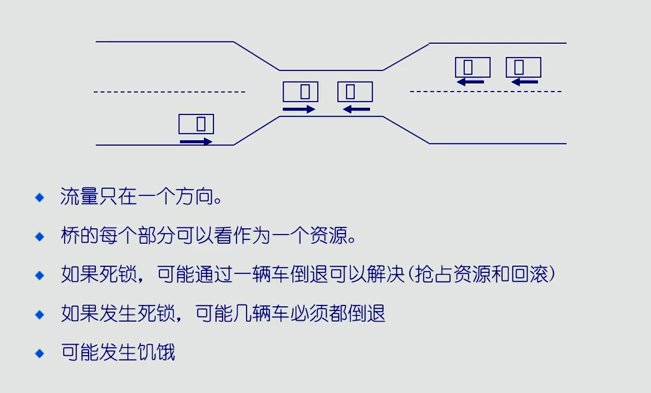 流量只在一个方向。
桥的每个部分可以看作为一个资源。
如果死锁，可能通过一辆车倒退可以解决(抢占资源和回滚)
如果发生死锁，可能几辆车必须都倒退
可能发生饥饿